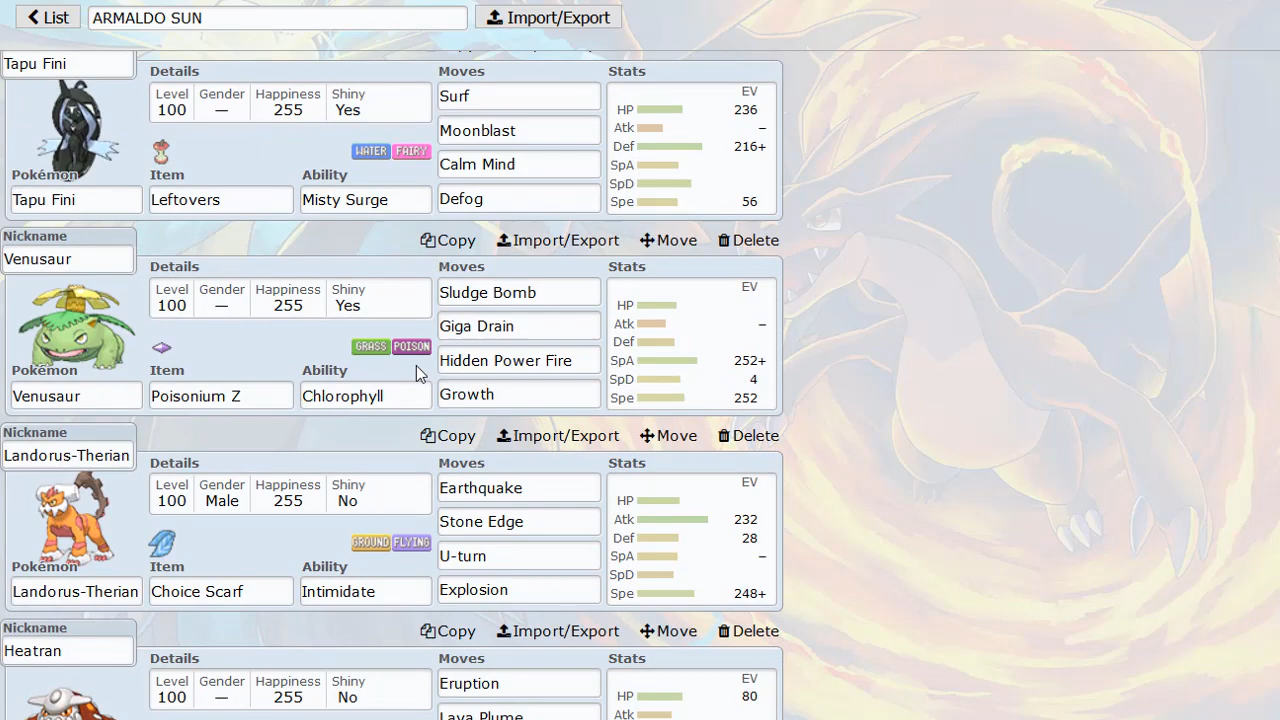 List
ARMALDO SUN
Import/Export
Tapu Fini
Details
Moves
Stats
Level Gender Happiness Shiny
100 — 255 Yes
WATER FAIRY
Pokémon Item Ability
Tapu Fini Leftovers Misty Surge
Surf
Moonblast
Calm Mind
Defog
EV
HP 236
Atk –
Def 216+
SpA
SpD
Spe 56
Copy Import/Export Move Delete
Nickname
Venusaur
Details
Moves
Stats
Level Gender Happiness Shiny
100 — 255 Yes
GRASS POISON
Pokémon Item Ability
Venusaur Poisonium Z Chlorophyll
Sludge Bomb
Giga Drain
Hidden Power Fire
Growth
EV
HP
Atk –
Def
SpA 252+
SpD 4
Spe 252
Copy Import/Export Move Delete
Nickname
Landorus-Therian
Details
Moves
Stats
Level Gender Happiness Shiny
100 Male 255 No
GROUND FLYING
Pokémon Item Ability
Landorus-Therian Choice Scarf Intimidate
Earthquake
Stone Edge
U-turn
Explosion
EV
HP
Atk 232
Def 28
SpA –
SpD
Spe 248+
Copy Import/Export Move Delete
Nickname
Heatran
Details
Moves
Stats
Level Gender Happiness Shiny
100 — 255 No
Eruption
Lava Plume
EV
HP 80
Atk